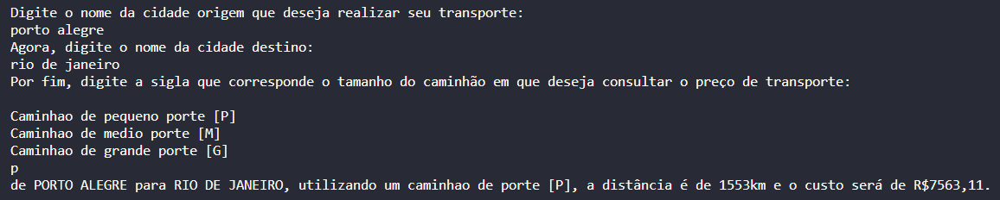 Digite o nome da cidade origem que deseja realizar seu transporte:
porto alegre
Agora, digite o nome da cidade destino:
rio de janeiro
Por fim, digite a sigla que corresponde o tamanho do caminhão em que deseja consultar o preço de transporte:
Caminhao de pequeno porte [P]
Caminhao de medio porte [M]
Caminhao de grande porte [G]
p
de PORTO ALEGRE para RIO DE JANEIRO, utilizando um caminhao de porte [P], a distância é de 1553km e o custo será de R$7563,11.